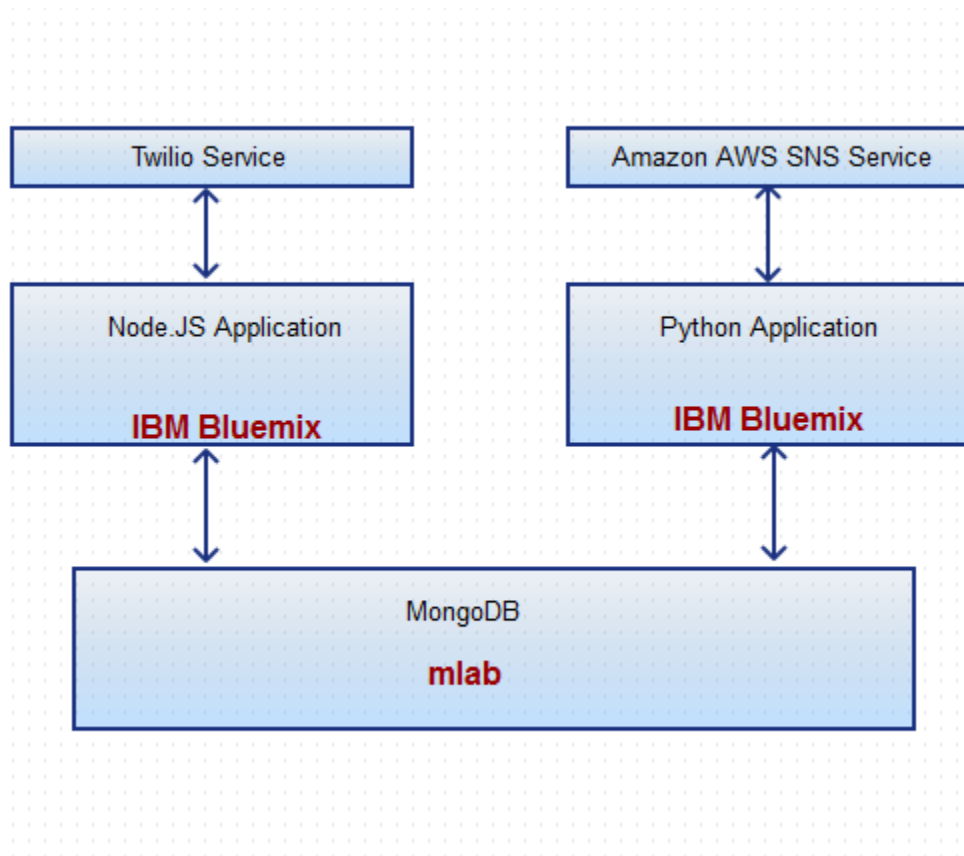 Twilio Service
Amazon AWS SNS Service
Node.JS Application
IBM Bluemix
Python Application
IBM Bluemix
MongoDB
mlab